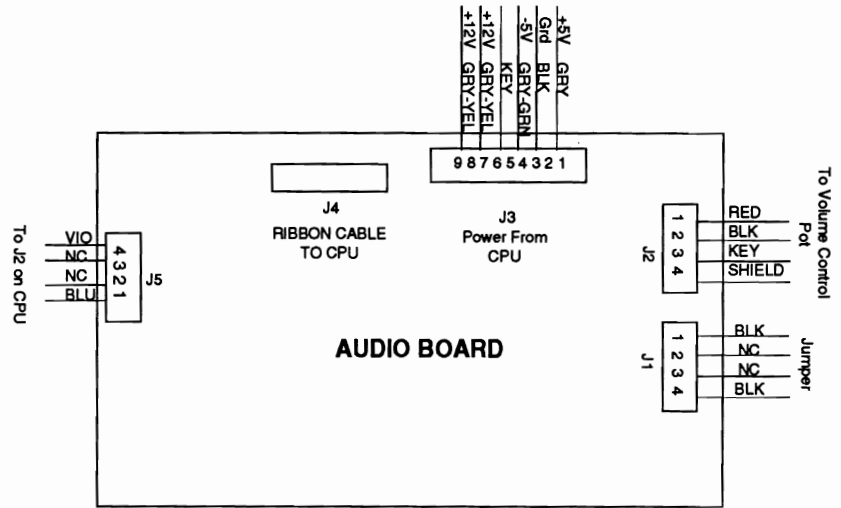 +12V GRY-YEL
+12V GRY-YEL
KEY
-5V GRY-GRN
Grd BLK
+5V GRY
9 8 7 6 5 4 3 2 1
J4
RIBBON CABLE
TO CPU
J3
Power From
CPU
To Volume Control
Pot
RED
BLK
KEY
SHIELD
1
2
3
4
J2
To J2 on CPU
VIO
NC
NC
BLU
4
3
2
1
J5
AUDIO BOARD
Jumper
BLK
NC
NC
BLK
1
2
3
4
J1